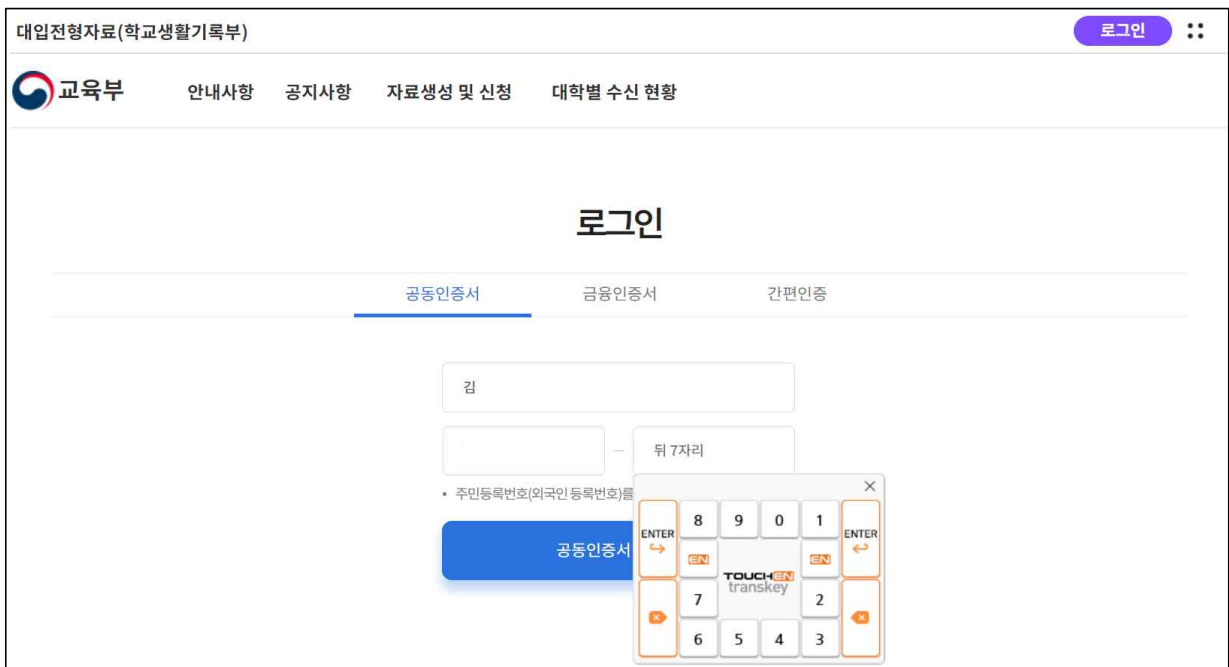 대입전형자료(학교생활기록부)
로그인
교육부 안내사항 공지사항 자료생성 및 신청 대학별 수신 현황
로그인
공동인증서 금융인증서 간편인증
김
– 뒤 7자리
• 주민등록번호(외국인 등록번호)를
공동인증서
8 9 0 1
ENTER ENTER
EN EN
TOUCHEN
transkey
7 2
6 5 4 3